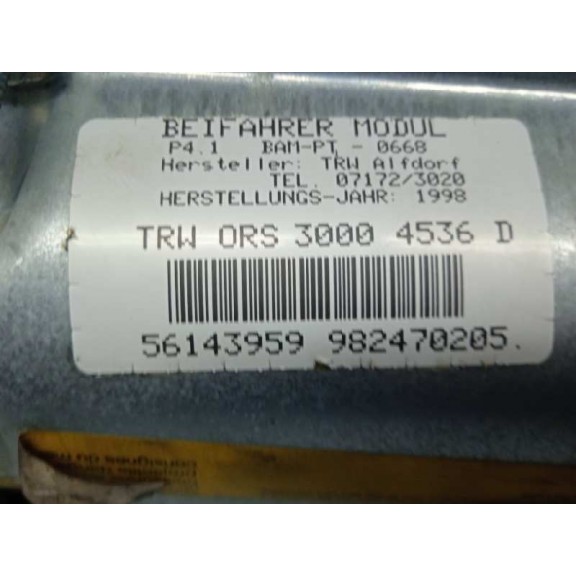 BEIFAHRER MODUL
P4.1 BAM-PT - 0668
Hersteller: TRW Alfdorf
TEL. 07172/3020
HERSTELLUNGS-JAHR: 1998
TRW ORS 3000 4536 D
56143959 982470205.